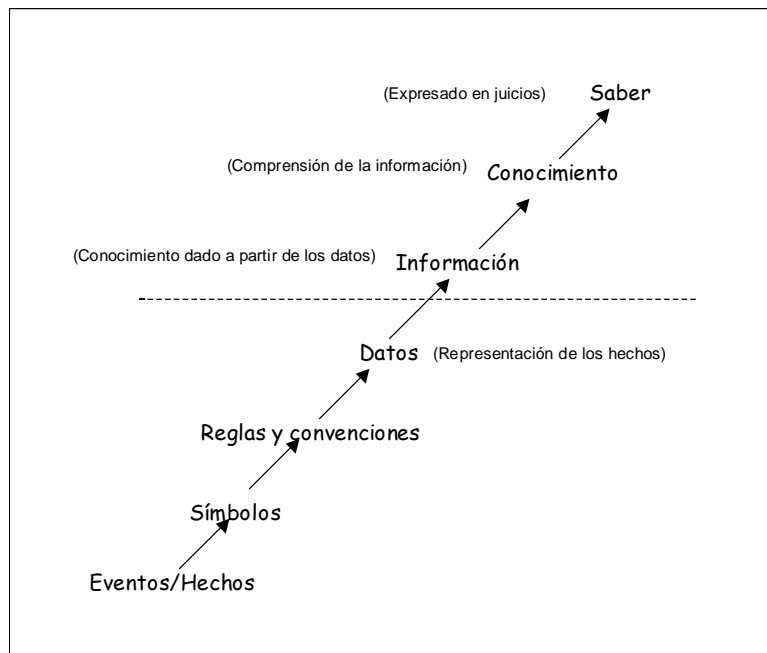 (Expresado en juicios) Saber
(Comprensión de la información) Conocimiento
(Conocimiento dado a partir de los datos) Información
Datos (Representación de los hechos)
Reglas y convenciones
Símbolos
Eventos/Hechos